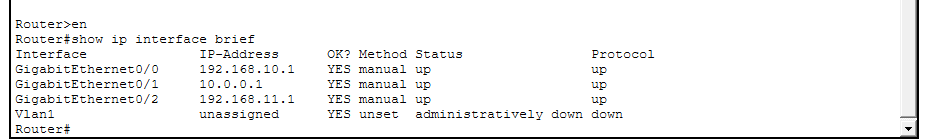 Router>en
Router#show ip interface brief
Interface              IP-Address      OK? Method Status                Protocol
GigabitEthernet0/0     192.168.10.1    YES manual up                    up
GigabitEthernet0/1     10.0.0.1        YES manual up                    up
GigabitEthernet0/2     192.168.11.1    YES manual up                    up
Vlan1                  unassigned      YES unset  administratively down down
Router#